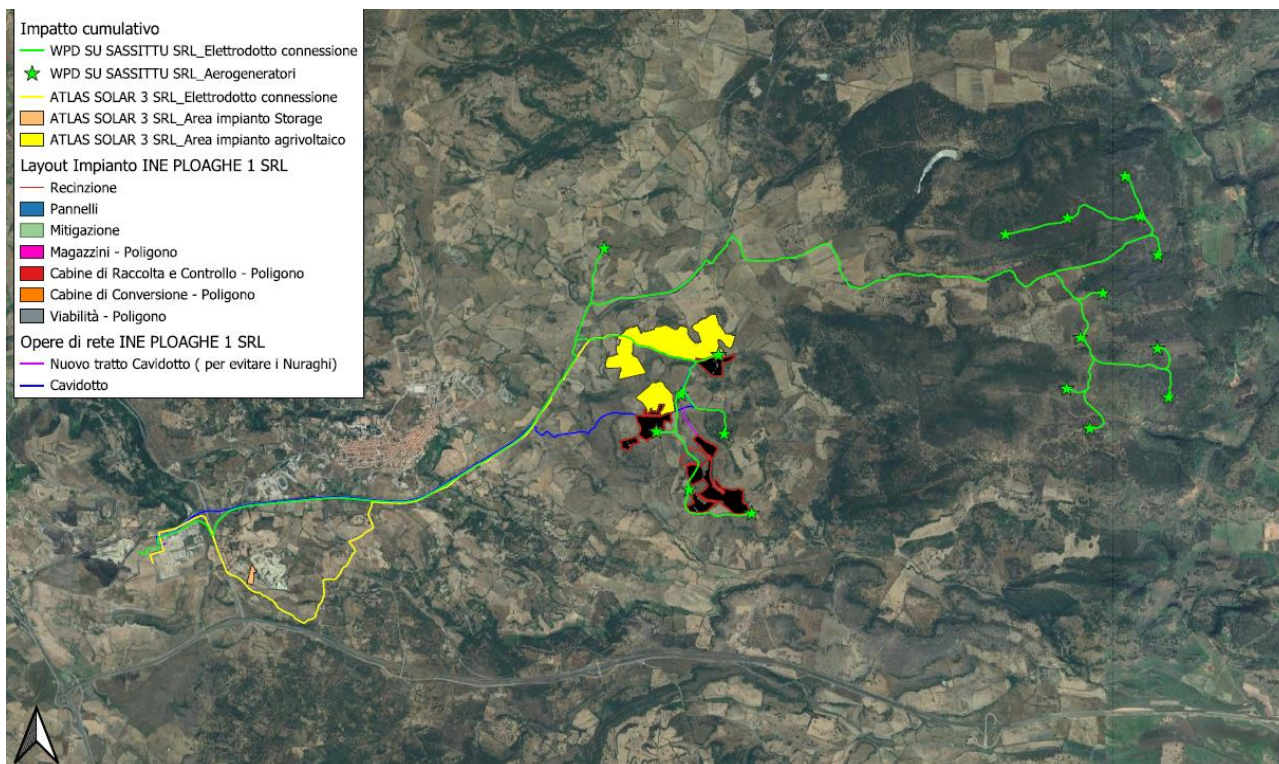 Impatto cumulativo
WPD SU SASSITTU SRL_Elettrodotto connessione
WPD SU SASSITTU SRL_Aerogeneratori
ATLAS SOLAR 3 SRL_Elettrodotto connessione
ATLAS SOLAR 3 SRL_Area impianto Storage
ATLAS SOLAR 3 SRL_Area impianto agrivoltaico
Layout Impianto INE PLOAGHE 1 SRL
Recinzione
Pannelli
Mitigazione
Magazzini - Poligono
Cabine di Raccolta e Controllo - Poligono
Cabine di Conversione - Poligono
Viabilità - Poligono
Opere di rete INE PLOAGHE 1 SRL
Nuovo tratto Cavidotto ( per evitare i Nuraghi)
Cavidotto